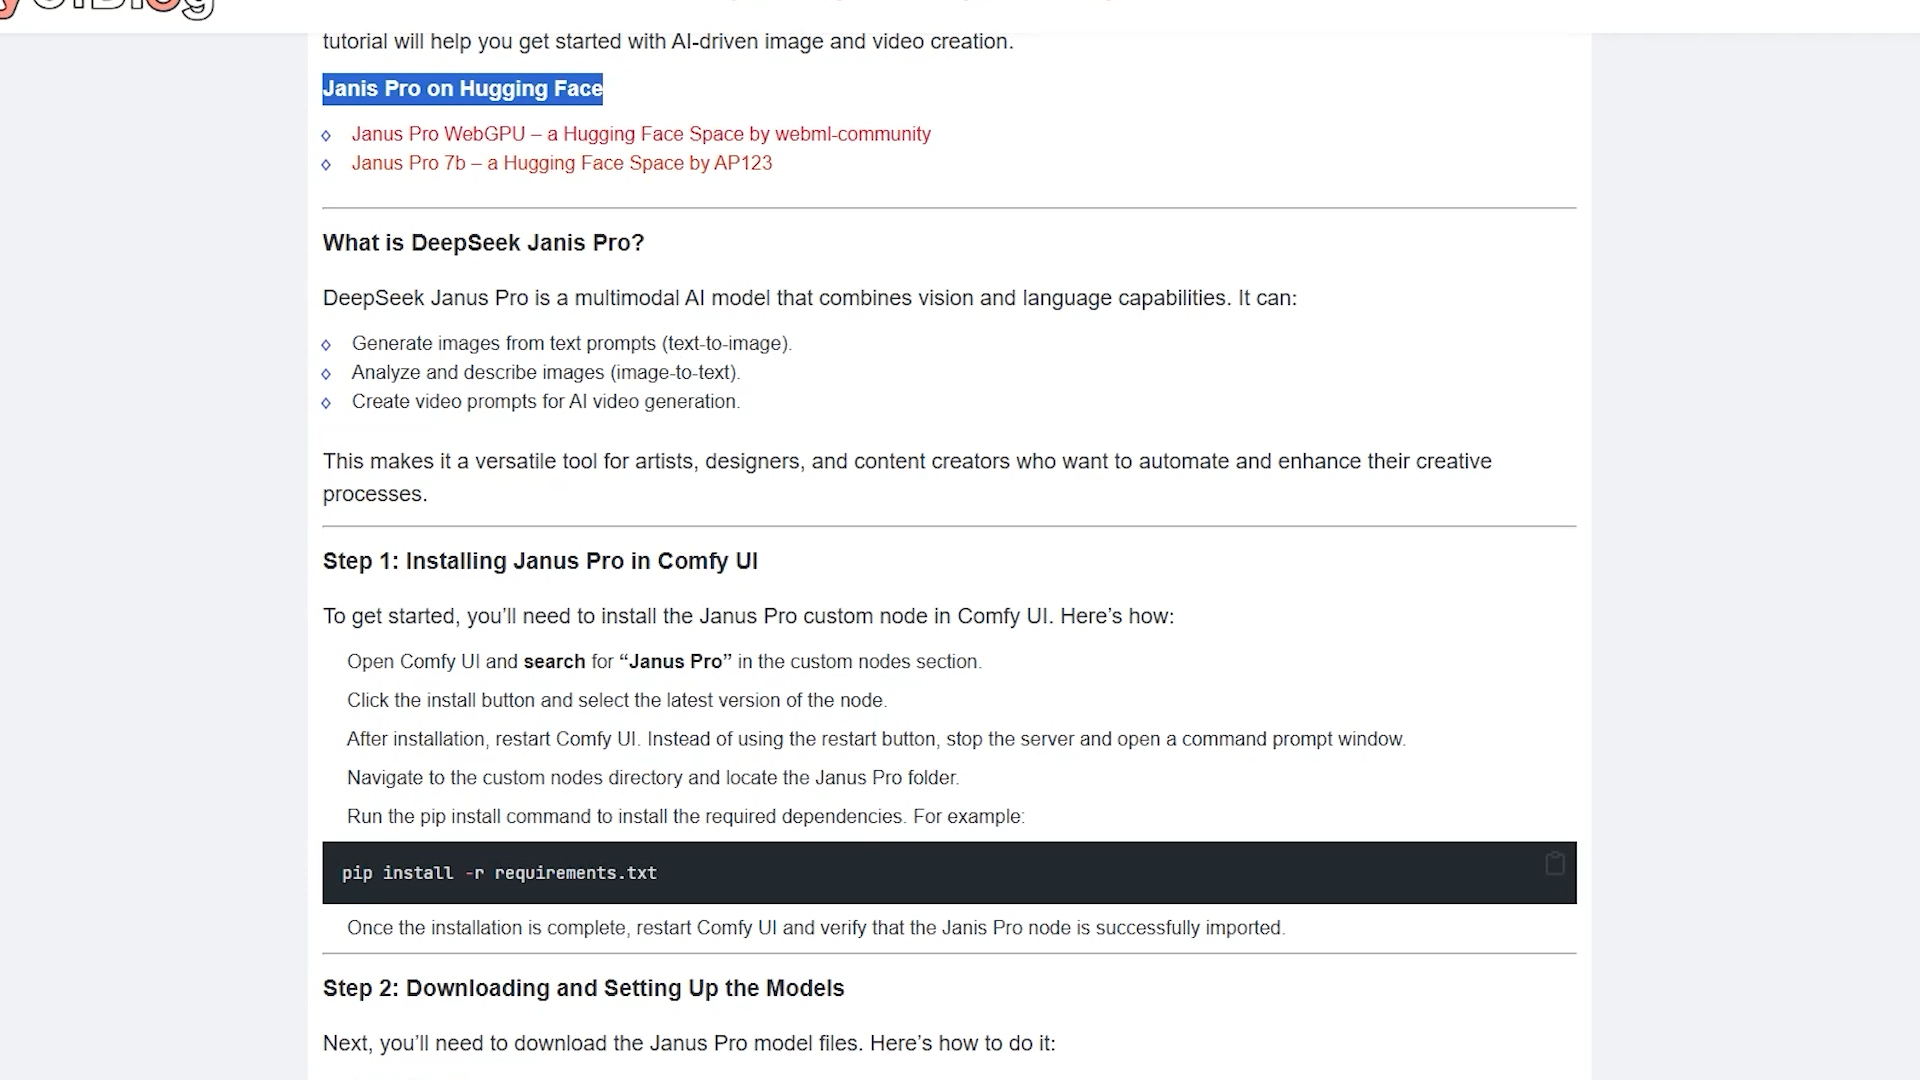 tutorial will help you get started with AI-driven image and video creation.
Janis Pro on Hugging Face
Janus Pro WebGPU – a Hugging Face Space by webml-community
Janus Pro 7b – a Hugging Face Space by AP123
What is DeepSeek Janis Pro?
DeepSeek Janus Pro is a multimodal AI model that combines vision and language capabilities. It can:
Generate images from text prompts (text-to-image).
Analyze and describe images (image-to-text).
Create video prompts for AI video generation.
This makes it a versatile tool for artists, designers, and content creators who want to automate and enhance their creative
processes.
Step 1: Installing Janus Pro in Comfy UI
To get started, you’ll need to install the Janus Pro custom node in Comfy UI. Here’s how:
Open Comfy UI and search for “Janus Pro” in the custom nodes section.
Click the install button and select the latest version of the node.
After installation, restart Comfy UI. Instead of using the restart button, stop the server and open a command prompt window.
Navigate to the custom nodes directory and locate the Janus Pro folder.
Run the pip install command to install the required dependencies. For example:
pip install -r requirements.txt
Once the installation is complete, restart Comfy UI and verify that the Janis Pro node is successfully imported.
Step 2: Downloading and Setting Up the Models
Next, you’ll need to download the Janus Pro model files. Here’s how to do it: